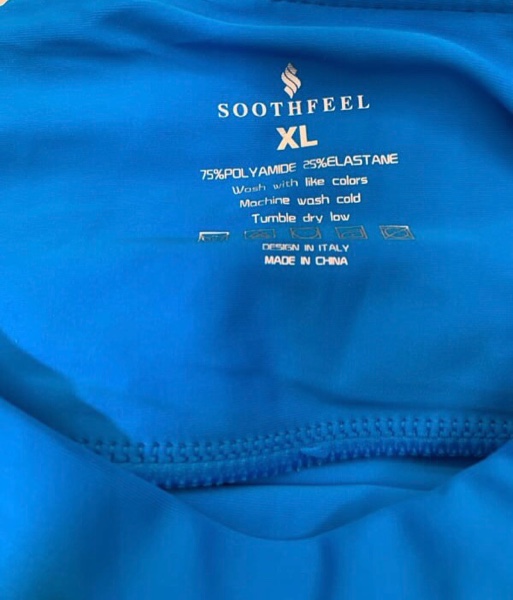 SOOTHFEEL
XL
75%POLYAMIDE 25%ELASTANE
Wash with like colors
Machine wash cold
Tumble dry low
DESIGN IN ITALY
MADE IN CHINA